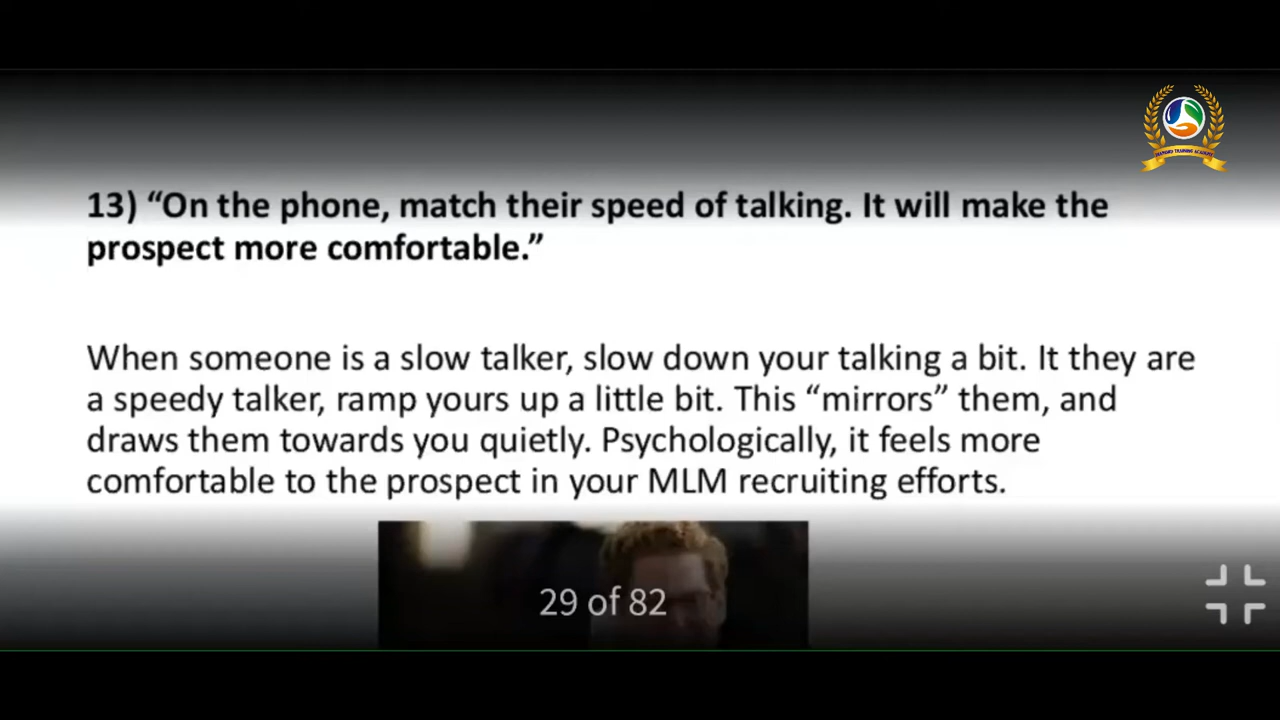 13) “On the phone, match their speed of talking. It will make the
prospect more comfortable.”
When someone is a slow talker, slow down your talking a bit. It they are
a speedy talker, ramp yours up a little bit. This “mirrors” them, and
draws them towards you quietly. Psychologically, it feels more
comfortable to the prospect in your MLM recruiting efforts.
29 of 82